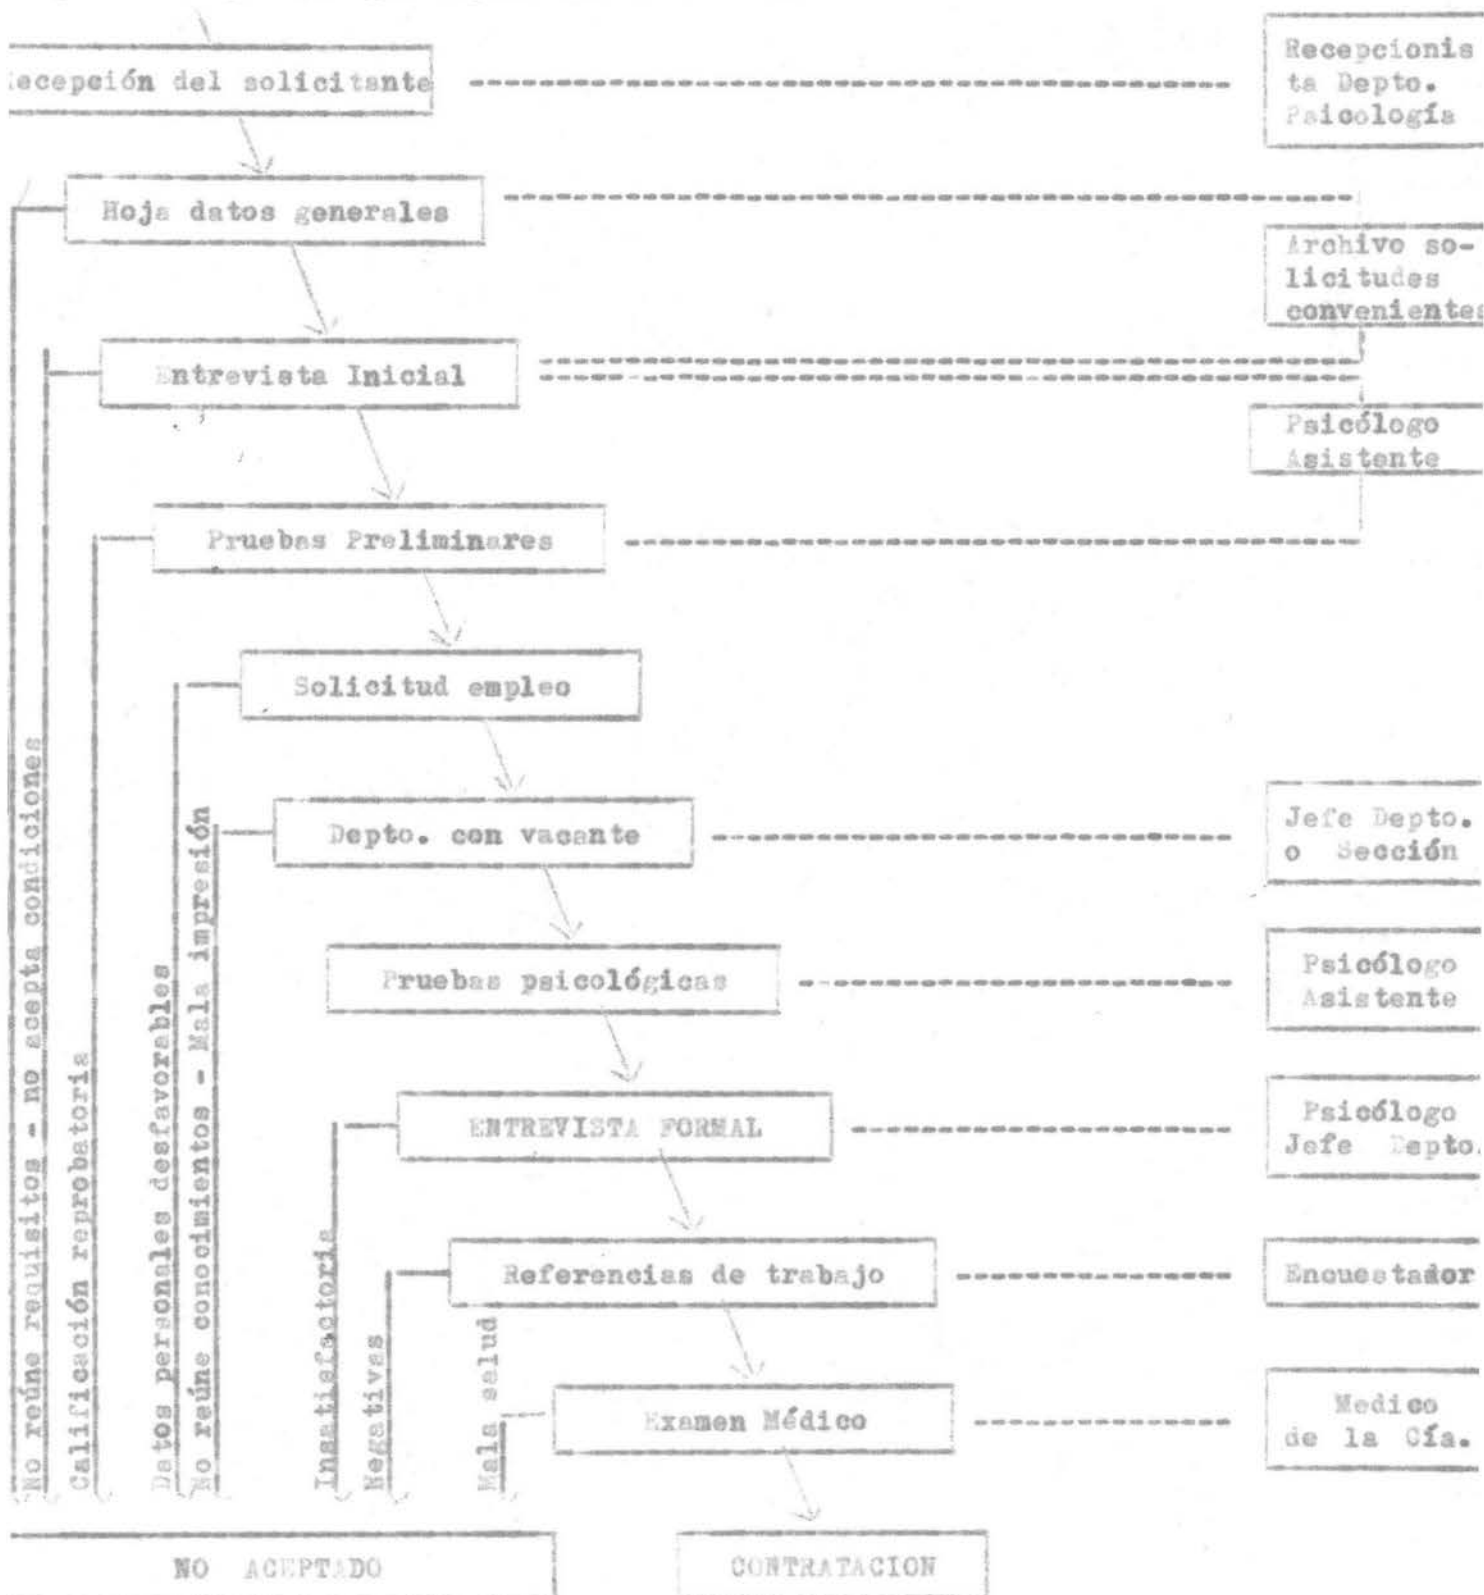 Recepción del solicitante
Recepcionis
ta Depto.
Psicología
Hoja datos generales
Archivo so-
licitudes
convenientes
Entrevista Inicial
Psicólogo
Asistente
Pruebas Preliminares
Solicitud empleo
Depto. con vacante
Jefe Depto.
o Sección
Pruebas psicológicas
Psicólogo
Asistente
ENTREVISTA FORMAL
Psicólogo
Jefe Depto.
Referencias de trabajo
Encuestador
Examen Médico
Medico
de la Cía.
No reúne requisitos - no acepta condiciones
Calificación reprobatoria
Datos personales desfavorables
No reúne conocimientos - Mala impresión
Insatisfactoria
Negativas
Mala salud
NO ACEPTADO
CONTRATACION